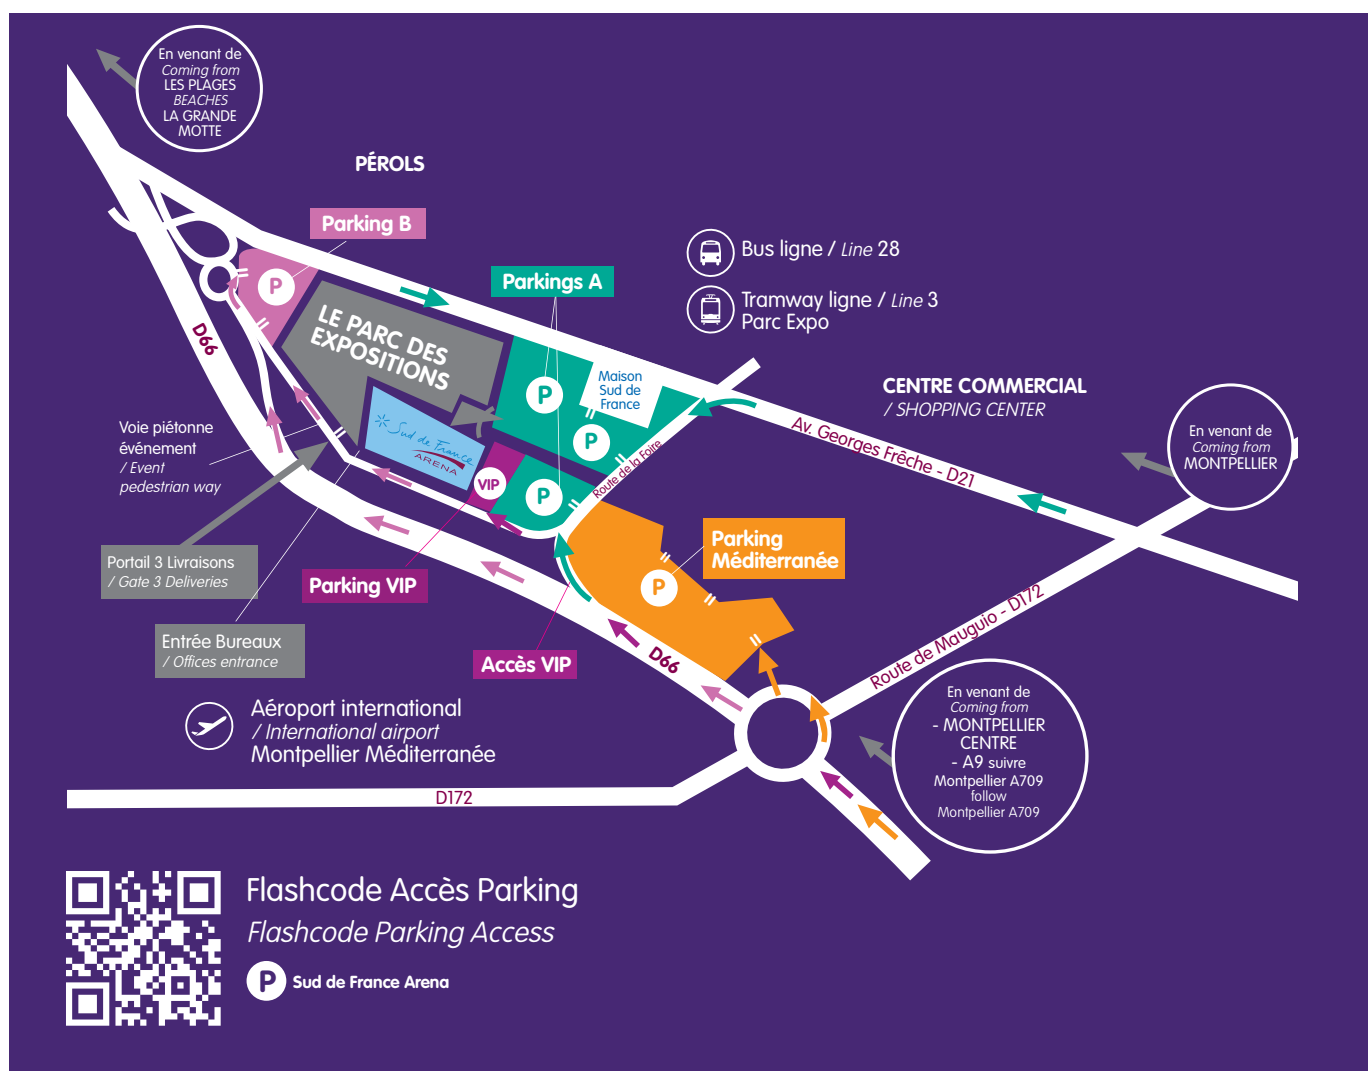 En venant de
Coming from
LES PLAGES
BEACHES
LA GRANDE
MOTTE
PÉROLS
Parking B
P
Parkings A
Bus ligne / Line 28
Tramway ligne / Line 3
Parc Expo
LE PARC DES
EXPOSITIONS
D66
Maison
Sud de
France
P
P
CENTRE COMMERCIAL
/ SHOPPING CENTER
Av. Georges Frêche - D21
En venant de
Coming from
MONTPELLIER
Voie piétonne
événement
/ Event
pedestrian way
Sud de France
ARENA
VIP
P
Route de la Foire
Portail 3 Livraisons
/ Gate 3 Deliveries
Parking VIP
Parking
Méditerranée
P
Entrée Bureaux
/ Offices entrance
Accès VIP
D66
Route de Mauguio - D172
Aéroport international
/ International airport
Montpellier Méditerranée
En venant de
Coming from
- MONTPELLIER
CENTRE
- A9 suivre
Montpellier A709
follow
Montpellier A709
D172
Flashcode Accès Parking
Flashcode Parking Access
P Sud de France Arena